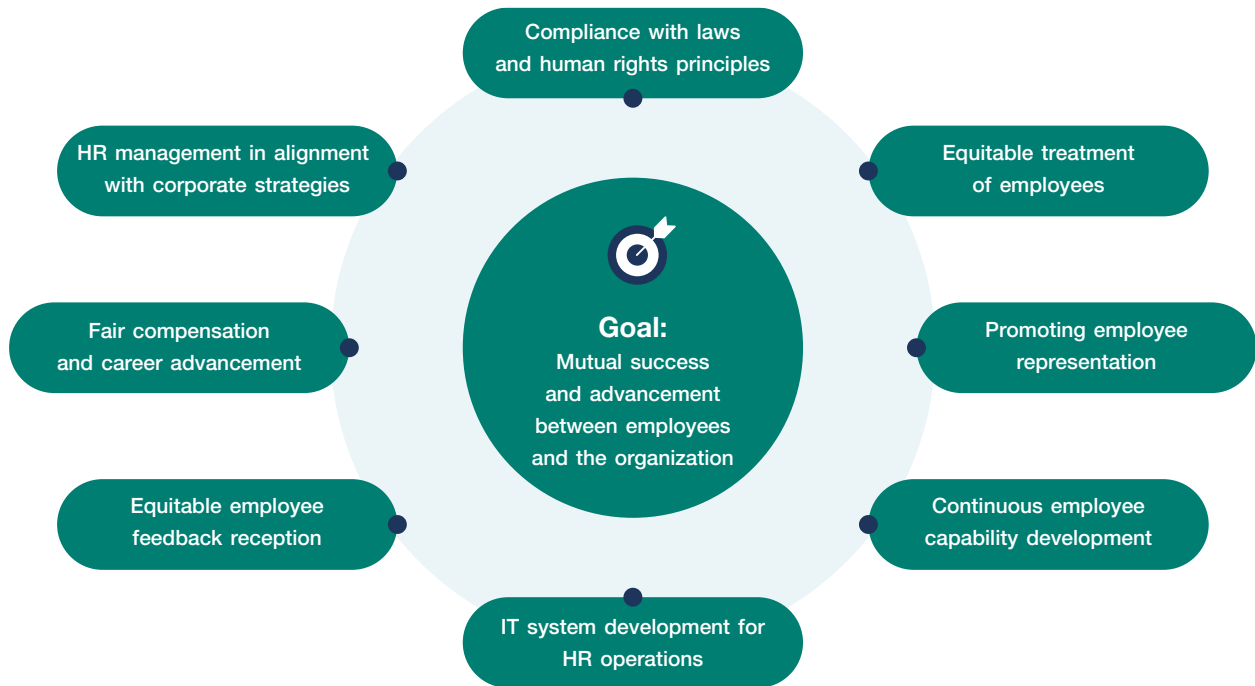 Compliance with laws
and human rights principles
HR management in alignment
with corporate strategies
Equitable treatment
of employees
Fair compensation
and career advancement
Goal:
Mutual success
and advancement
between employees
and the organization
Promoting employee
representation
Equitable employee
feedback reception
Continuous employee
capability development
IT system development for
HR operations